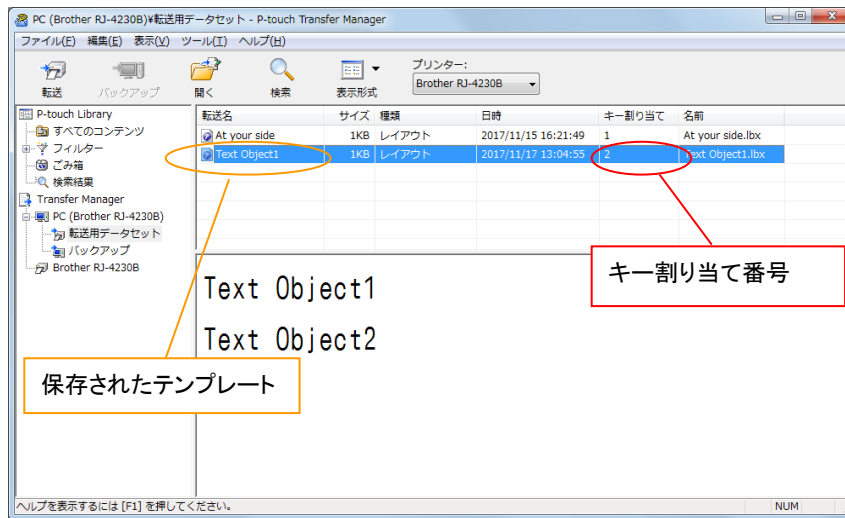 PC (Brother RJ-4230B)¥転送用データセット - P-touch Transfer Manager
ファイル(F) 編集(E) 表示(V) ツール(T) ヘルプ(H)
転送 バックアップ 開く 検索 表示形式 プリンター:
Brother RJ-4230B
P-touch Library
すべてのコンテンツ
フィルター
ごみ箱
検索結果
Transfer Manager
PC (Brother RJ-4230B)
転送用データセット
バックアップ
Brother RJ-4230B
転送名 サイズ 種類 日時 キー割り当て 名前
At your side 1KB レイアウト 2017/11/15 16:21:49 1 At your side.lbx
Text Object1 1KB レイアウト 2017/11/17 13:04:55 2 Text Object1.lbx
キー割り当て番号
Text Object1
Text Object2
保存されたテンプレート
ヘルプを表示するには [F1] を押してください。 NUM